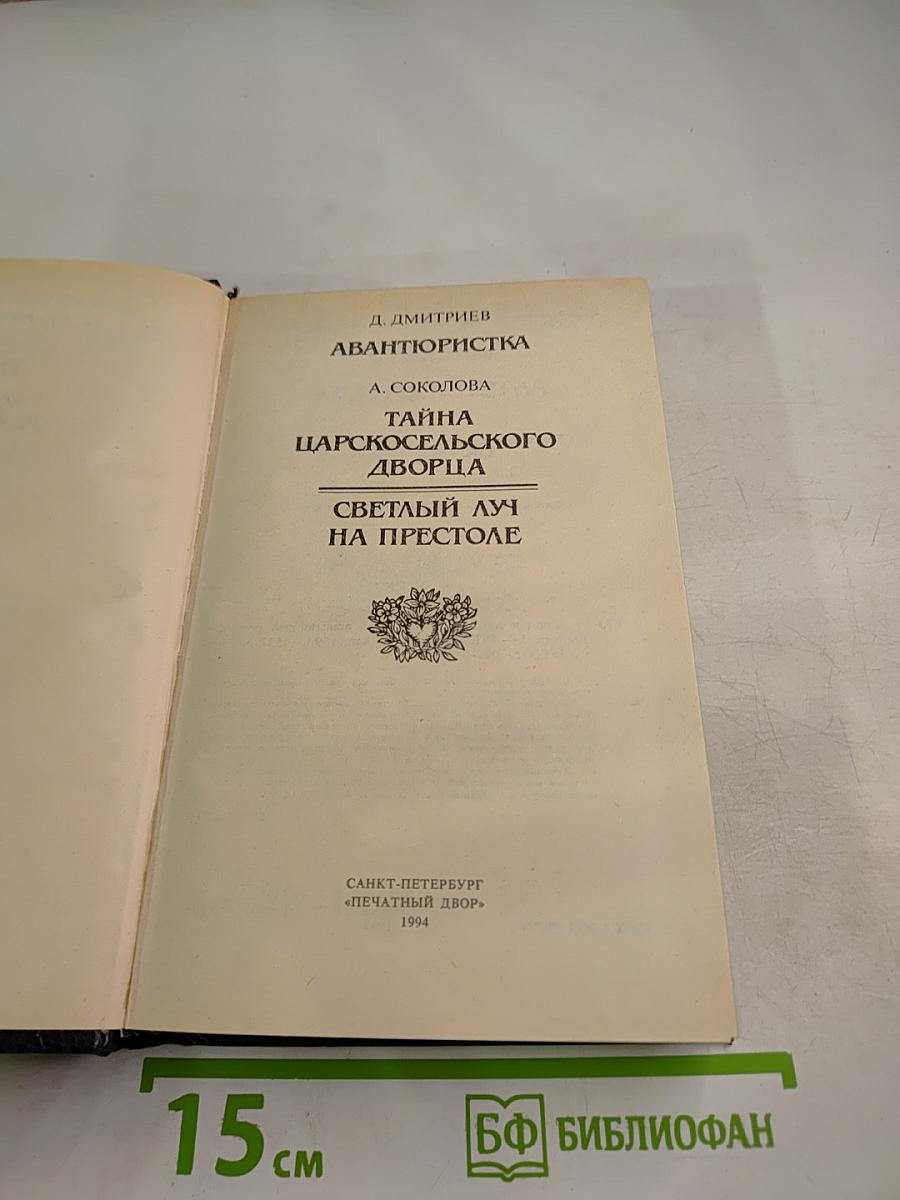 Д. ДМИТРИЕВ
АВАНТЮРИСТКА
А. СОКОЛОВА
ТАЙНА
ЦАРСКОСЕЛЬСКОГО
ДВОРЦА
СВЕТЛЫЙ ЛУЧ
НА ПРЕСТОЛЕ
САНКТ-ПЕТЕРБУРГ
«ПЕЧАТНЫЙ ДВОР»
1994
15 см
БФ БИБЛИОФАН